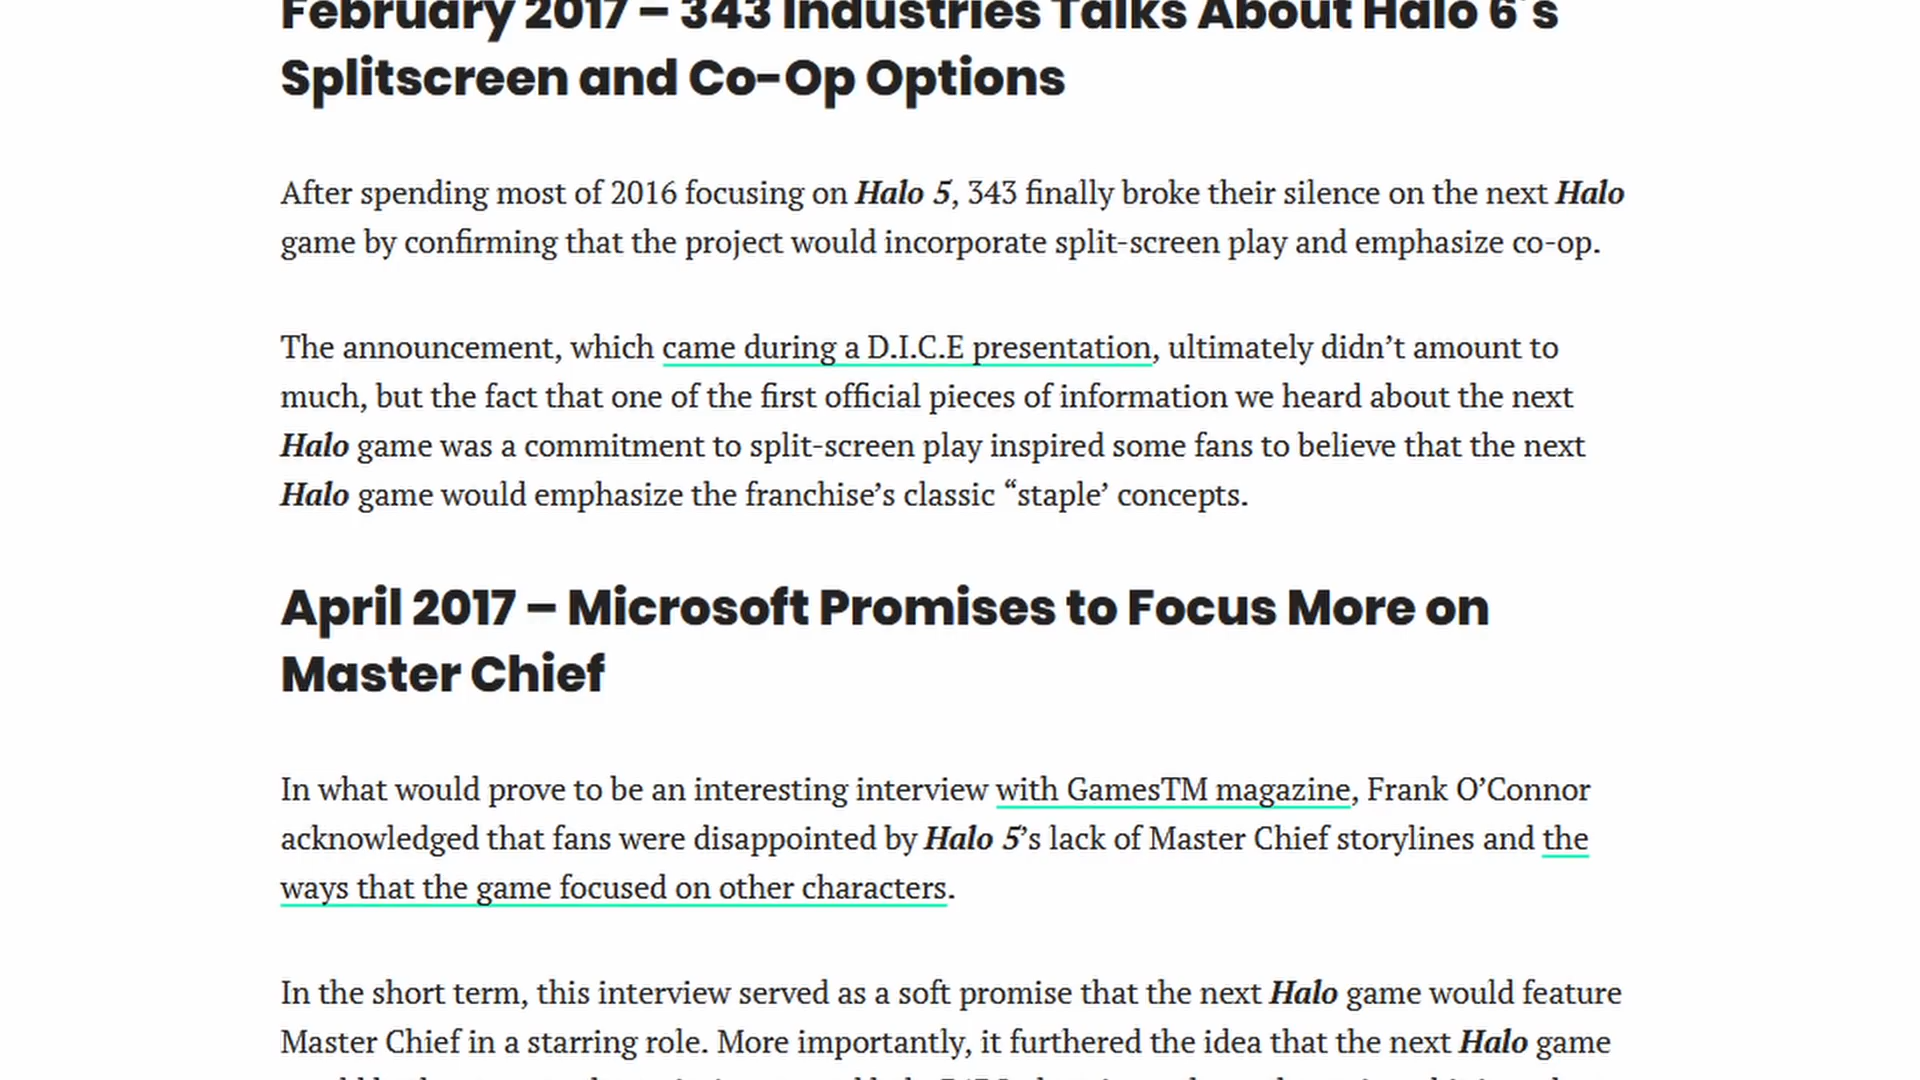 February 2017 – 343 Industries Talks About Halo 6's
Splitscreen and Co-Op Options
After spending most of 2016 focusing on Halo 5, 343 finally broke their silence on the next Halo
game by confirming that the project would incorporate split-screen play and emphasize co-op.
The announcement, which came during a D.I.C.E presentation, ultimately didn’t amount to
much, but the fact that one of the first official pieces of information we heard about the next
Halo game was a commitment to split-screen play inspired some fans to believe that the next
Halo game would emphasize the franchise’s classic “staple’ concepts.
April 2017 – Microsoft Promises to Focus More on
Master Chief
In what would prove to be an interesting interview with GamesTM magazine, Frank O’Connor
acknowledged that fans were disappointed by Halo 5’s lack of Master Chief storylines and the
ways that the game focused on other characters.
In the short term, this interview served as a soft promise that the next Halo game would feature
Master Chief in a starring role. More importantly, it furthered the idea that the next Halo game